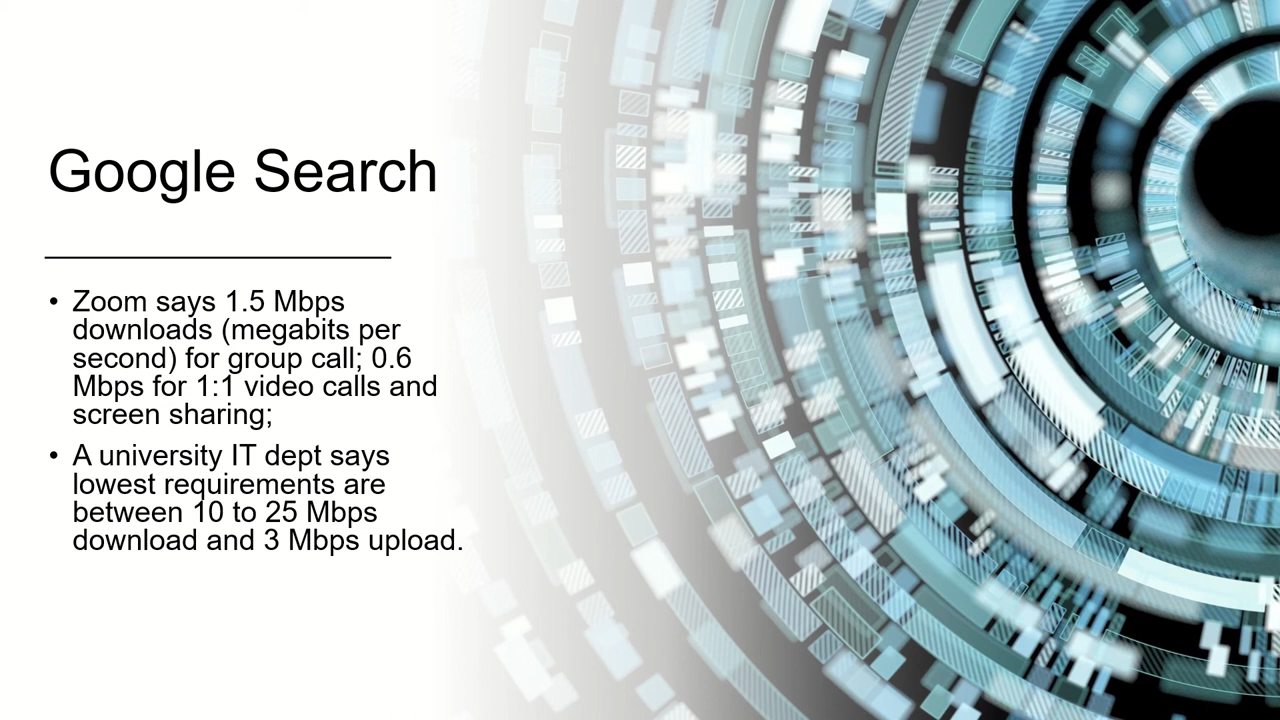 Google Search
• Zoom says 1.5 Mbps
downloads (megabits per
second) for group call; 0.6
Mbps for 1:1 video calls and
screen sharing;
• A university IT dept says
lowest requirements are
between 10 to 25 Mbps
download and 3 Mbps upload.